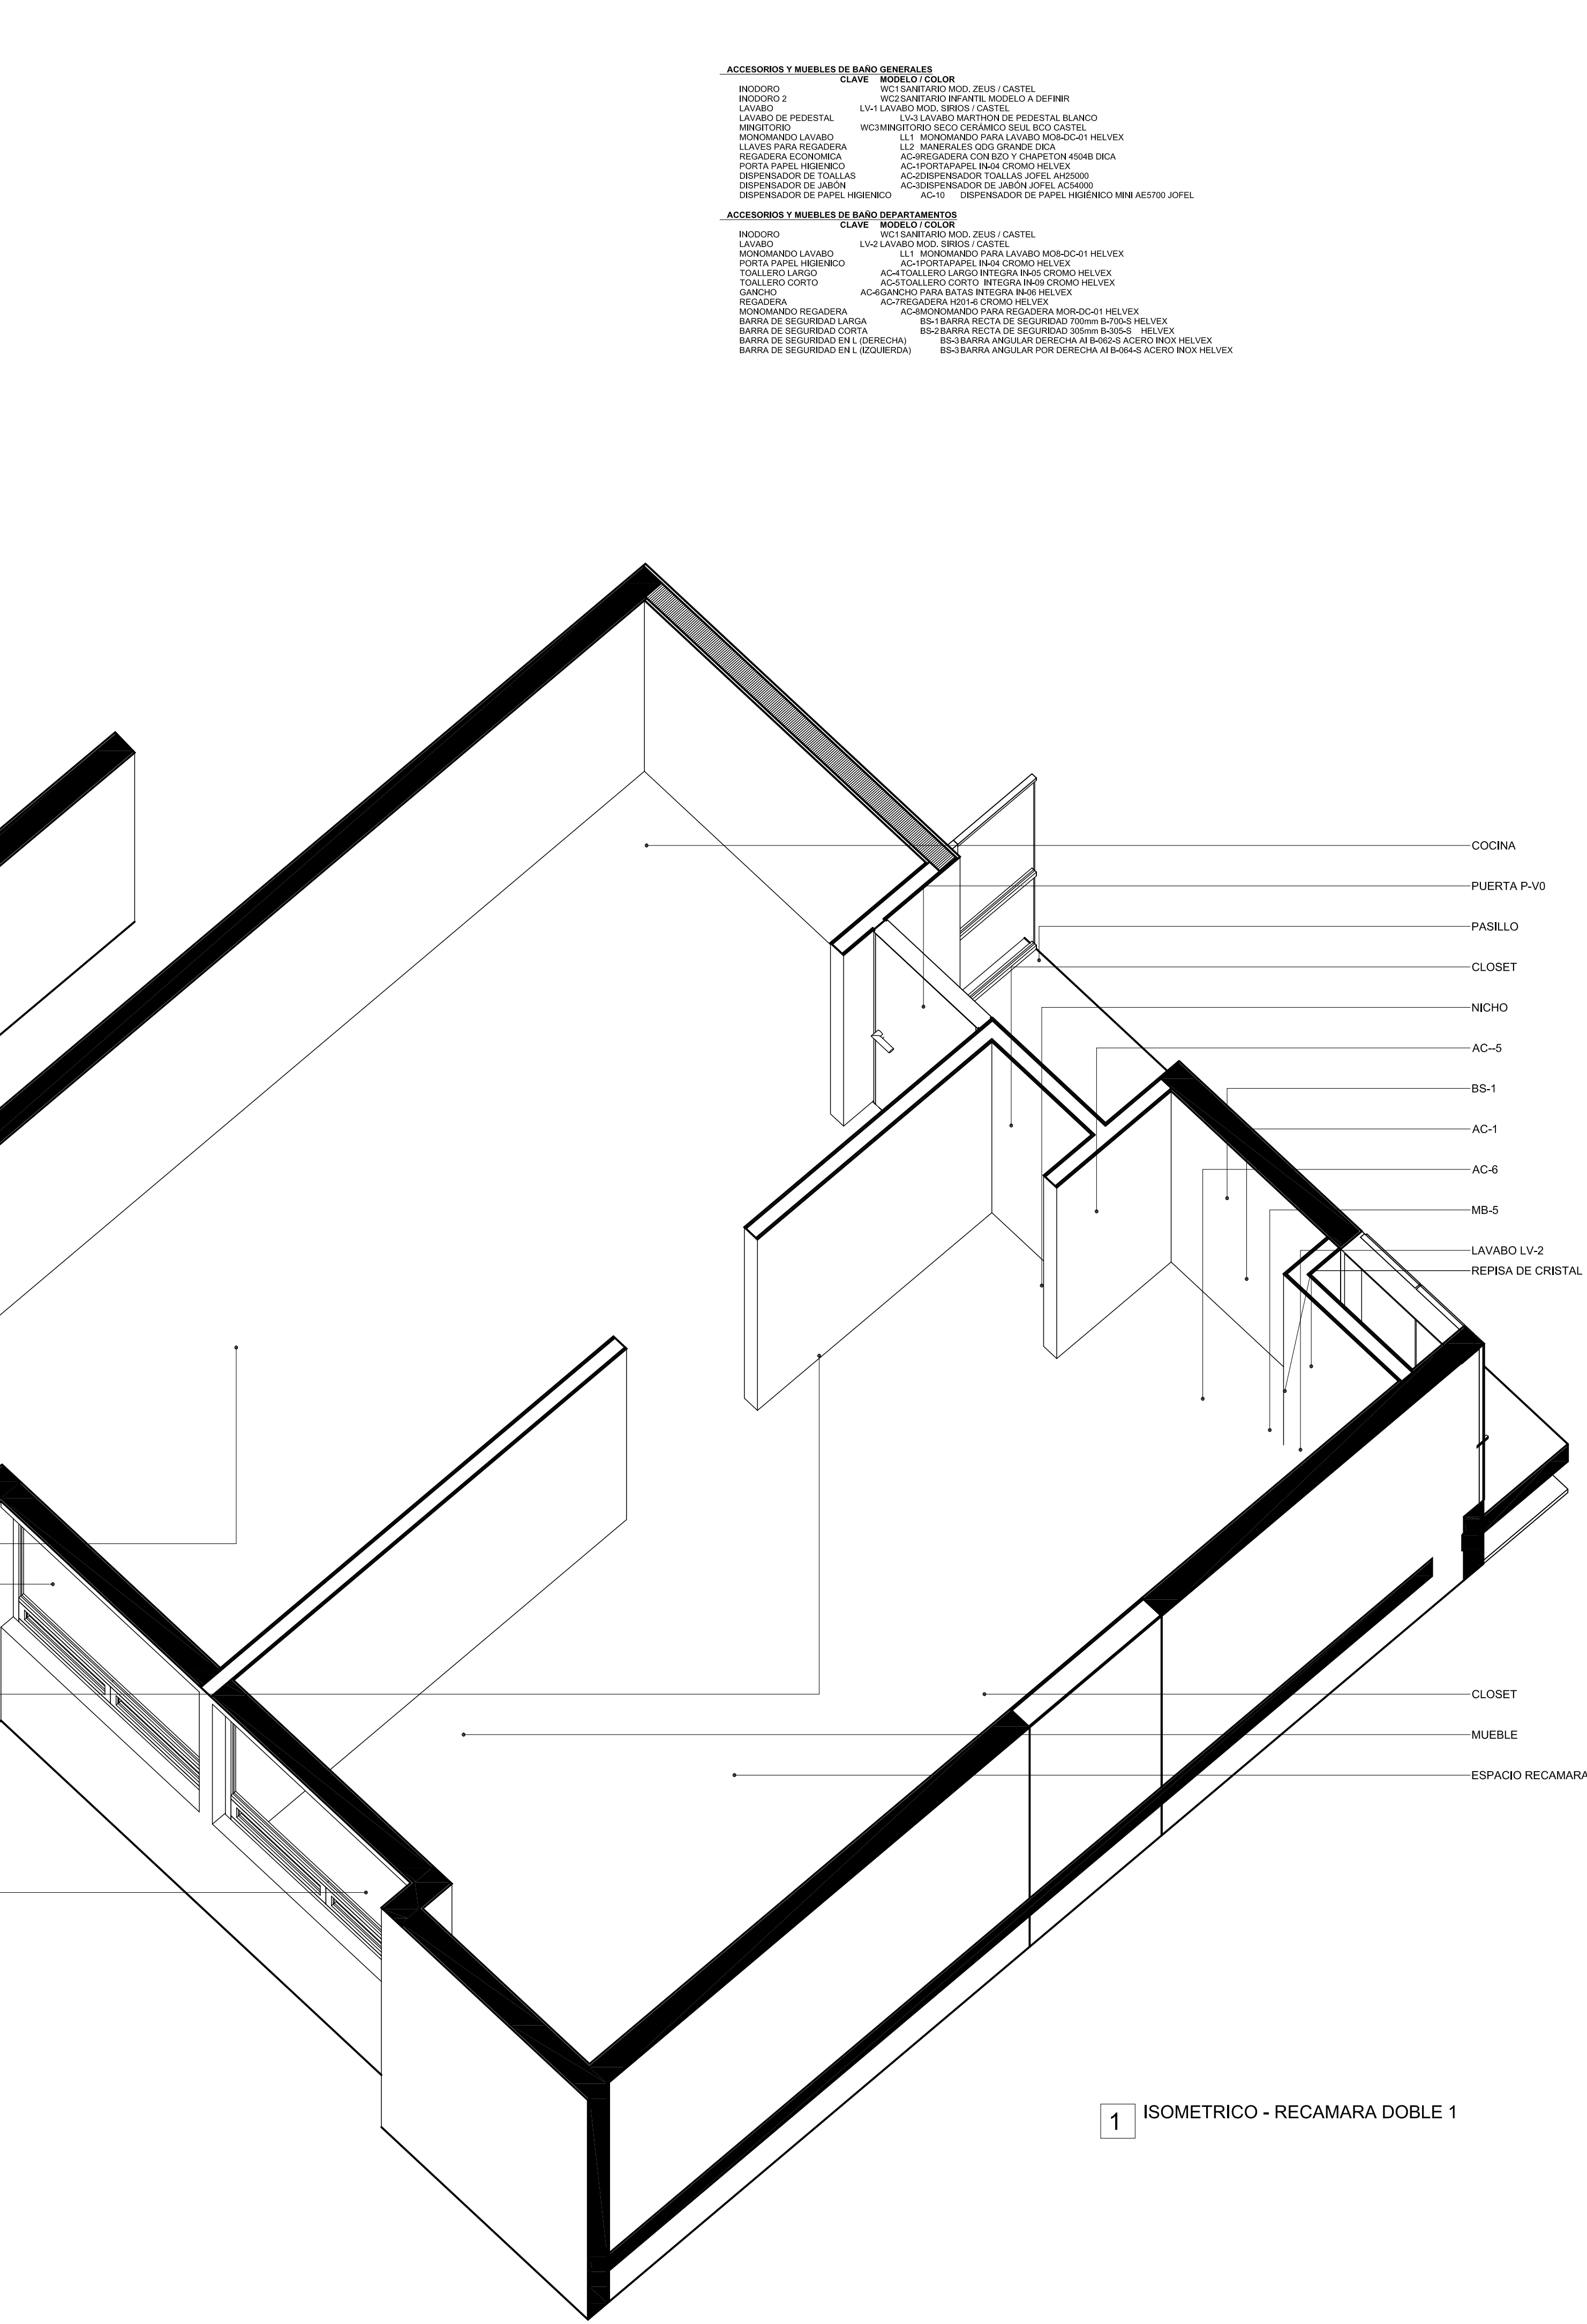 ACCESORIOS Y MUEBLES DE BAÑO GENERALES
CLAVE MODELO / COLOR
INODORO WC1 SANITARIO MOD. ZEUS / CASTEL
INODORO 2 WC2 SANITARIO INFANTIL MODELO A DEFINIR
LAVABO LV-1 LAVABO MOD. SIRIOS / CASTEL
LAVABO DE PEDESTAL LV-3 LAVABO MARTHON DE PEDESTAL BLANCO
MINGITORIO WC3 MINGITORIO SECO CERÁMICO SEUL BCO CASTEL
MONOMANDO LAVABO LL1 MONOMANDO PARA LAVABO MO8-DC-01 HELVEX
LLAVES PARA REGADERA LL2 MANERALES QDG GRANDE DICA
REGADERA ECONOMICA AC-9 REGADERA CON BZO Y CHAPETON 4504B DICA
PORTA PAPEL HIGIENICO AC-1 PORTAPAPEL IN-04 CROMO HELVEX
DISPENSADOR DE TOALLAS AC-2 DISPENSADOR TOALLAS JOFEL AH25000
DISPENSADOR DE JABÓN AC-3 DISPENSADOR DE JABÓN JOFEL AC54000
DISPENSADOR DE PAPEL HIGIENICO AC-10 DISPENSADOR DE PAPEL HIGIÉNICO MINI AE5700 JOFEL
ACCESORIOS Y MUEBLES DE BAÑO DEPARTAMENTOS
CLAVE MODELO / COLOR
INODORO WC1 SANITARIO MOD. ZEUS / CASTEL
LAVABO LV-2 LAVABO MOD. SIRIOS / CASTEL
MONOMANDO LAVABO LL1 MONOMANDO PARA LAVABO MO8-DC-01 HELVEX
PORTA PAPEL HIGIENICO AC-1 PORTAPAPEL IN-04 CROMO HELVEX
TOALLERO LARGO AC-4 TOALLERO LARGO INTEGRA IN-05 CROMO HELVEX
TOALLERO CORTO AC-5 TOALLERO CORTO INTEGRA IN-09 CROMO HELVEX
GANCHO AC-6 GANCHO PARA BATAS INTEGRA IN-06 HELVEX
REGADERA AC-7 REGADERA H201-6 CROMO HELVEX
MONOMANDO REGADERA AC-8 MONOMANDO PARA REGADERA MOR-DC-01 HELVEX
BARRA DE SEGURIDAD LARGA BS-1 BARRA RECTA DE SEGURIDAD 700mm B-700-S HELVEX
BARRA DE SEGURIDAD CORTA BS-2 BARRA RECTA DE SEGURIDAD 305mm B-305-S HELVEX
BARRA DE SEGURIDAD EN L (DERECHA) BS-3 BARRA ANGULAR DERECHA AI B-062-S ACERO INOX HELVEX
BARRA DE SEGURIDAD EN L (IZQUIERDA) BS-3 BARRA ANGULAR POR DERECHA AI B-064-S ACERO INOX HELVEX
COCINA
PUERTA P-V0
PASILLO
CLOSET
NICHO
AC--5
BS-1
AC-1
AC-6
MB-5
LAVABO LV-2
REPISA DE CRISTAL
CLOSET
MUEBLE
ESPACIO RECAMARA
1 ISOMETRICO - RECAMARA DOBLE 1